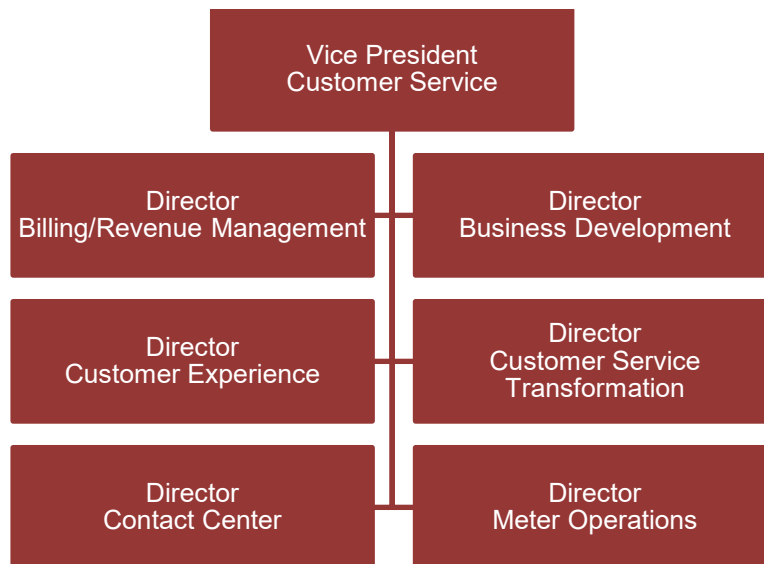 Vice President
Customer Service
Director
Billing/Revenue Management
Director
Business Development
Director
Customer Experience
Director
Customer Service
Transformation
Director
Contact Center
Director
Meter Operations